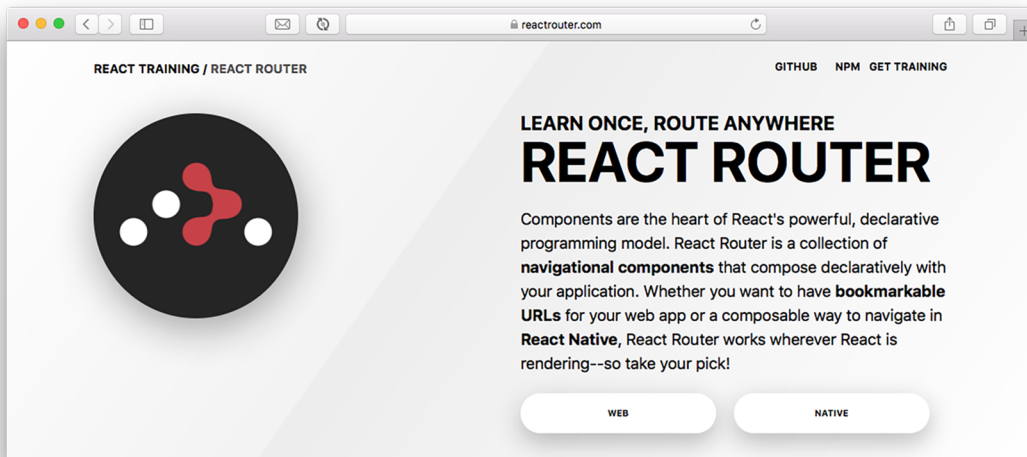 reactrouter.com
REACT TRAINING / REACT ROUTER
GITHUB NPM GET TRAINING
LEARN ONCE, ROUTE ANYWHERE
REACT ROUTER
Components are the heart of React's powerful, declarative
programming model. React Router is a collection of
navigational components that compose declaratively with
your application. Whether you want to have bookmarkable
URLs for your web app or a composable way to navigate in
React Native, React Router works wherever React is
rendering--so take your pick!
WEB
NATIVE